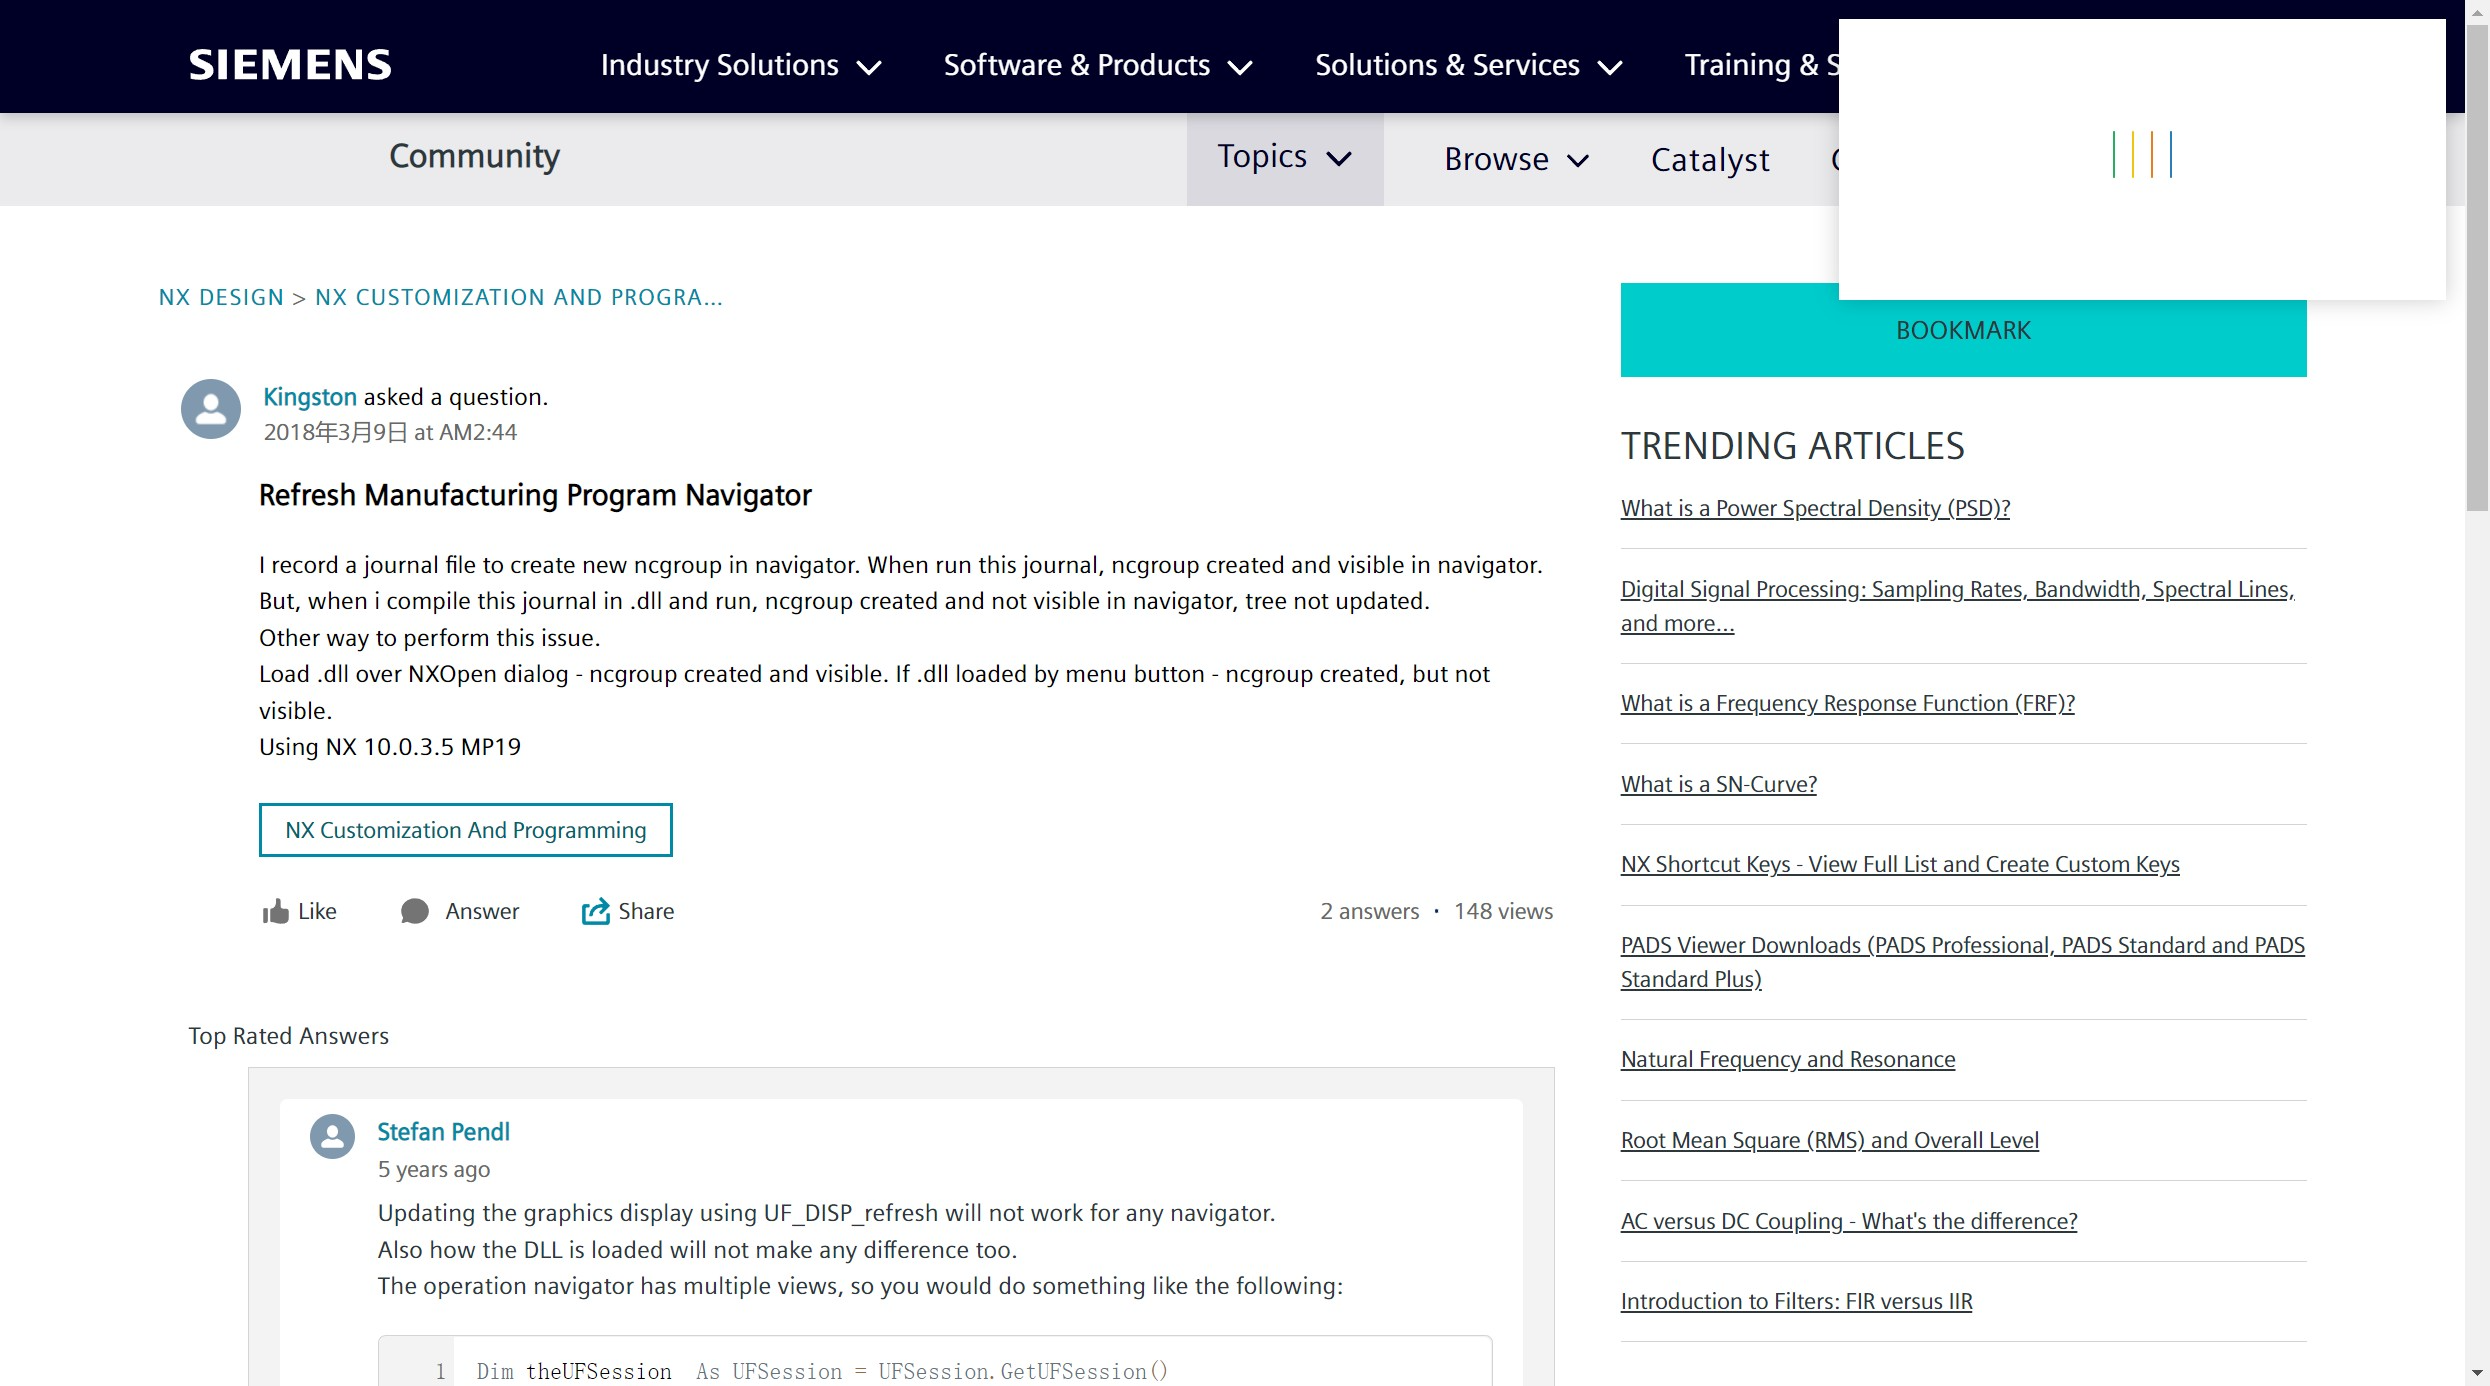 SIEMENS
Industry Solutions
Software & Products
Solutions & Services
Training & S
Community
Topics
Browse
Catalyst
NX DESIGN > NX CUSTOMIZATION AND PROGRA...
BOOKMARK
Kingston asked a question.
2018年3月9日 at AM2:44
Refresh Manufacturing Program Navigator
I record a journal file to create new ncgroup in navigator. When run this journal, ncgroup created and visible in navigator.
But, when i compile this journal in .dll and run, ncgroup created and not visible in navigator, tree not updated.
Other way to perform this issue.
Load .dll over NXOpen dialog - ncgroup created and visible. If .dll loaded by menu button - ncgroup created, but not
visible.
Using NX 10.0.3.5 MP19
NX Customization And Programming
Like
Answer
Share
2 answers · 148 views
Top Rated Answers
Stefan Pendl
5 years ago
Updating the graphics display using UF_DISP_refresh will not work for any navigator.
Also how the DLL is loaded will not make any difference too.
The operation navigator has multiple views, so you would do something like the following:
1 Dim theUFSession As UFSession = UFSession.GetUFSession()
TRENDING ARTICLES
What is a Power Spectral Density (PSD)?
Digital Signal Processing: Sampling Rates, Bandwidth, Spectral Lines,
and more...
What is a Frequency Response Function (FRF)?
What is a SN-Curve?
NX Shortcut Keys - View Full List and Create Custom Keys
PADS Viewer Downloads (PADS Professional, PADS Standard and PADS
Standard Plus)
Natural Frequency and Resonance
Root Mean Square (RMS) and Overall Level
AC versus DC Coupling - What's the difference?
Introduction to Filters: FIR versus IIR